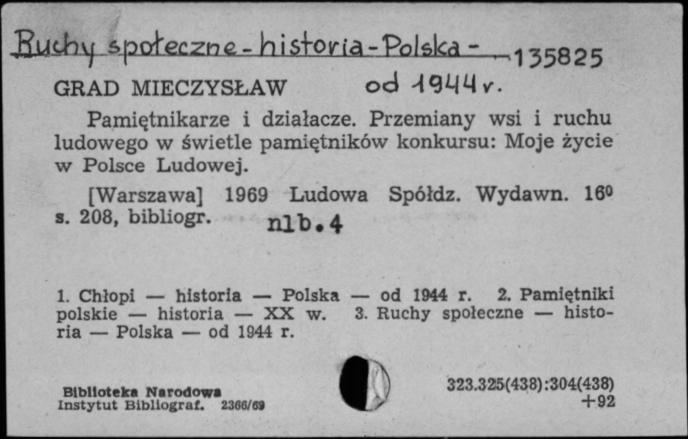 Ruchy społeczne - historia - Polska -
135825
GRAD MIECZYSŁAW od 1944 r.
Pamiętnikarze i działacze. Przemiany wsi i ruchu
ludowego w świetle pamiętników konkursu: Moje życie
w Polsce Ludowej.
[Warszawa] 1969 Ludowa Spółdz. Wydawn. 16º
s. 208, bibliogr. nlb. 4
1. Chłopi — historia — Polska — od 1944 r. 2. Pamiętniki
polskie — historia — XX w. 3. Ruchy społeczne — histo-
ria — Polska — od 1944 r.
Biblioteka Narodowa
Instytut Bibliograf. 2366/69
323.325(438):304(438)
+92